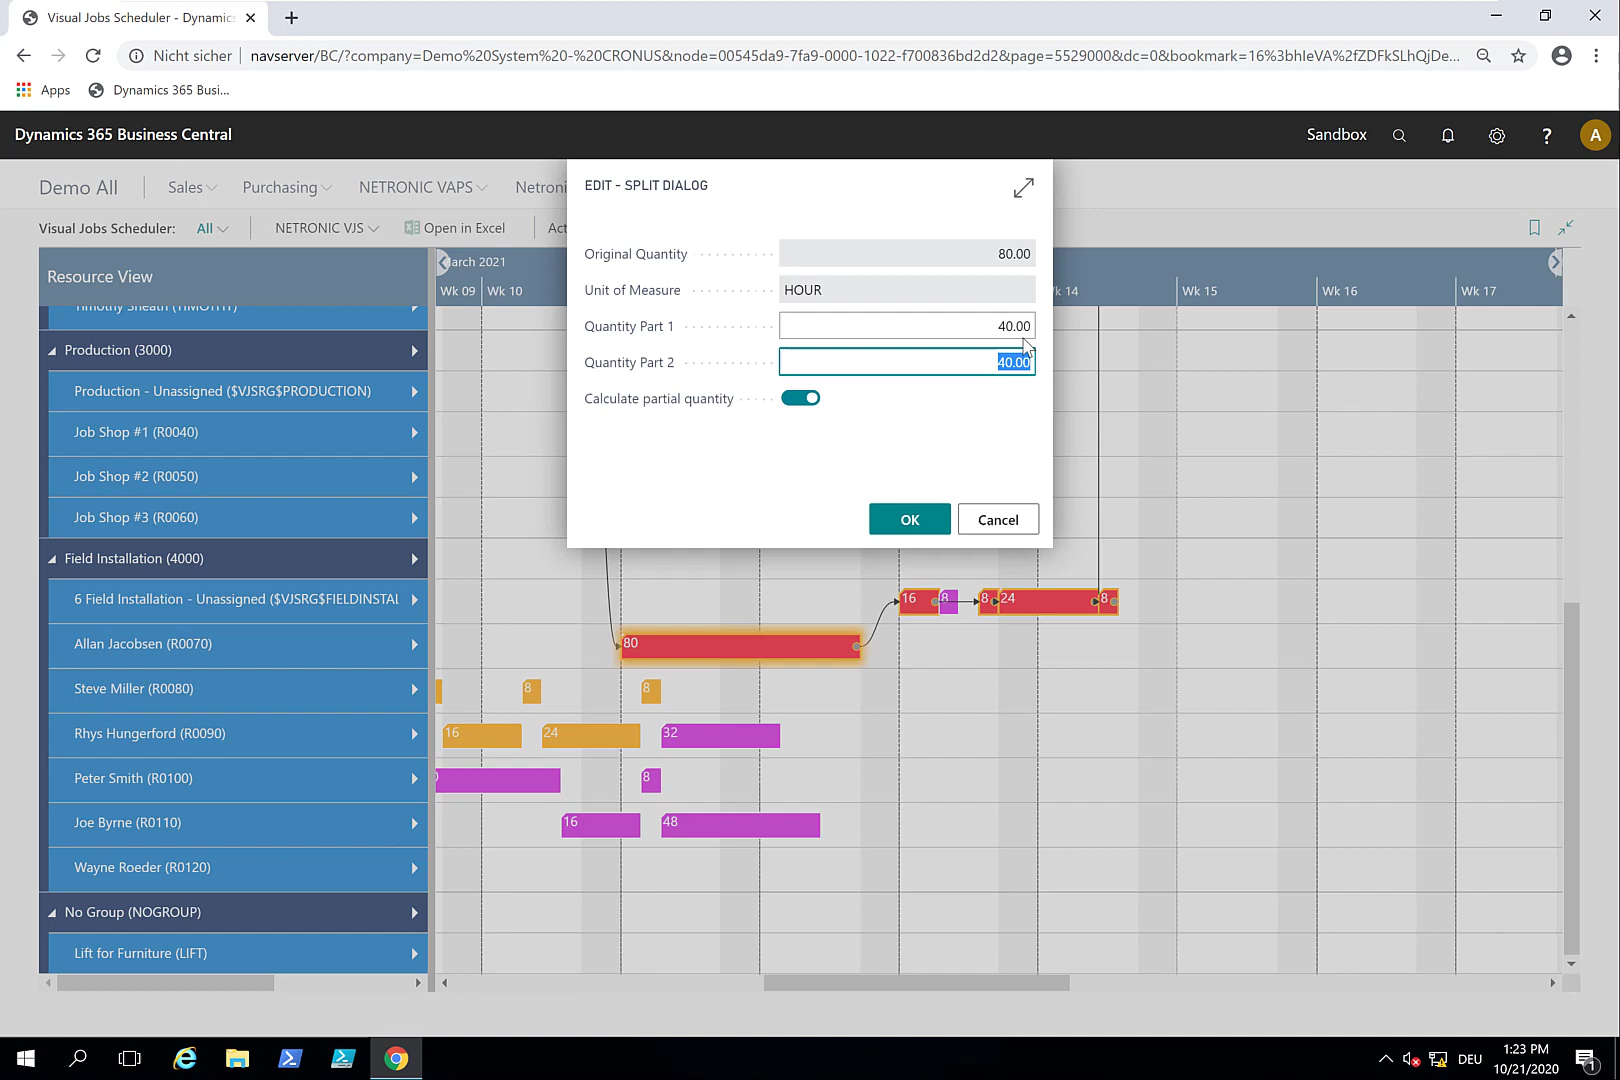 Visual Jobs Scheduler - Dynamic
Nicht sicher navserver/BC/?company=Demo%20System%20-%20CRONUS&node=00545da9-7fa9-0000-1022-f700836bd2d2&page=5529000&dc=0&bookmark=16%3bhIeVA%2fZDFkSLhQjDe...
Apps Dynamics 365 Busi...
Dynamics 365 Business Central Sandbox ? A
Demo All Sales Purchasing NETRONIC VAPS Netroni
Visual Jobs Scheduler: All NETRONIC VJS Open in Excel Act
EDIT - SPLIT DIALOG
Original Quantity 80.00
Unit of Measure HOUR
Quantity Part 1 40.00
Quantity Part 2 40.00
Calculate partial quantity
OK Cancel
Resource View
arch 2021
Wk 09 Wk 10 k 14 Wk 15 Wk 16 Wk 17
Timothy Sneath (TIMOTHY)
Production (3000)
Production - Unassigned ($VJSRG$PRODUCTION)
Job Shop #1 (R0040)
Job Shop #2 (R0050)
Job Shop #3 (R0060)
Field Installation (4000)
6 Field Installation - Unassigned ($VJSRG$FIELDINSTAL 16 8 8 24 8
Allan Jacobsen (R0070) 80
Steve Miller (R0080) 8 8
Rhys Hungerford (R0090) 16 24 32
Peter Smith (R0100) 8
Joe Byrne (R0110) 16 48
Wayne Roeder (R0120)
No Group (NOGROUP)
Lift for Furniture (LIFT)
DEU 1:23 PM
10/21/2020 1